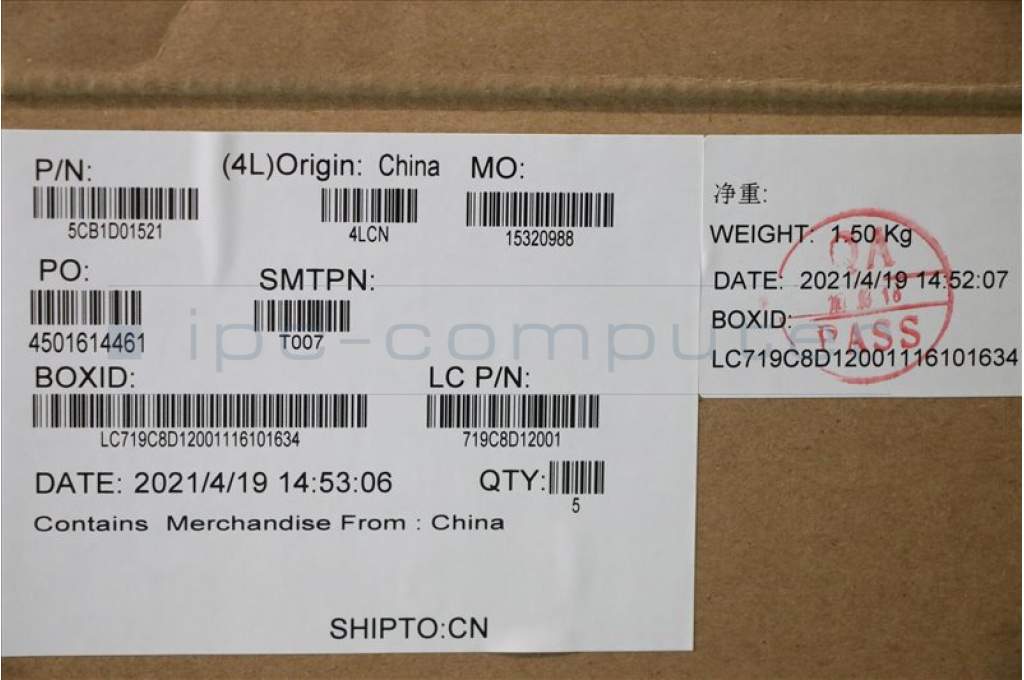 P/N:
5CB1D01521
(4L)Origin: China
4LCN
MO:
15320988
PO:
4501614461
SMTPN:
T007
BOXID:
LC719C8D12001116101634
LC P/N:
719C8D12001
DATE: 2021/4/19 14:53:06
QTY:
5
Contains Merchandise From : China
SHIPTO:CN
净重:
WEIGHT: 1.50 Kg
DATE: 2021/4/19 14:52:07
BOXID:
LC719C8D12001116101634
QA
PASS
ipc-compute